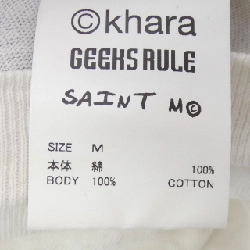 ©khara
GEEKS RULE
SAINT M©
SIZE M
本体 綿 100%
BODY 100% COTTON